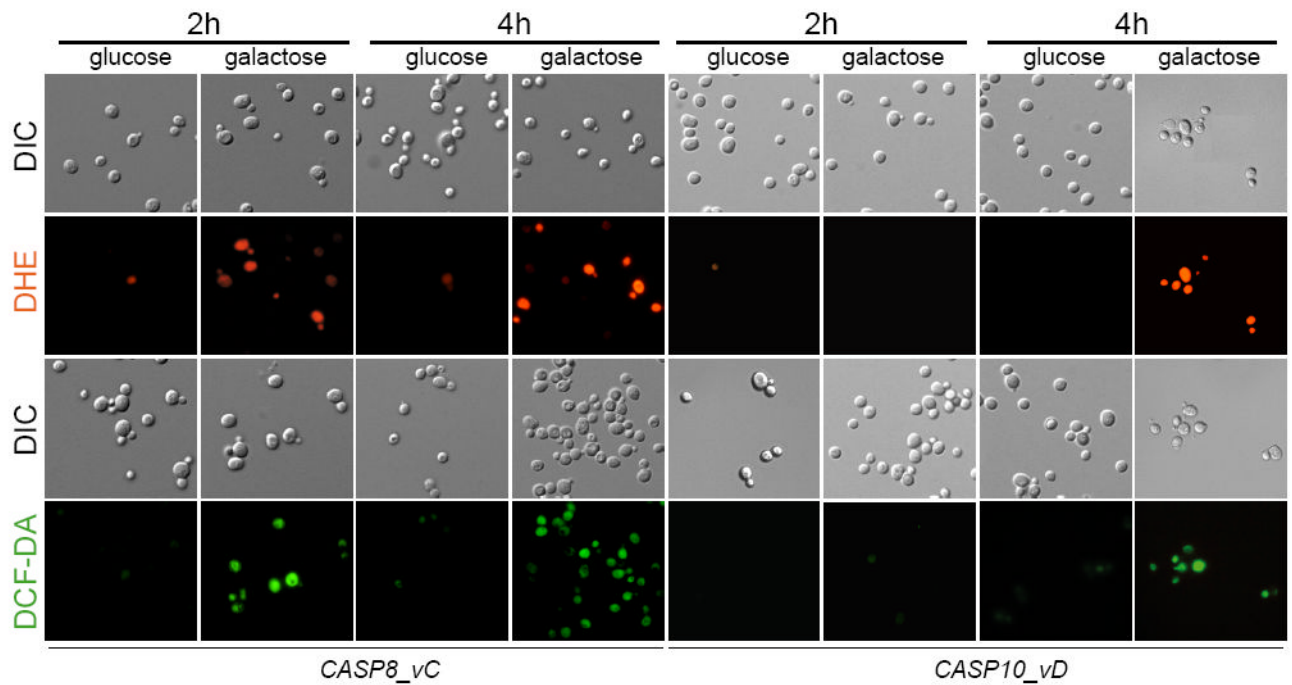 2h 4h 2h 4h
glucose galactose glucose galactose glucose galactose glucose galactose
DIC
DHE
DIC
DCF-DA
CASP8_vC CASP10_vD